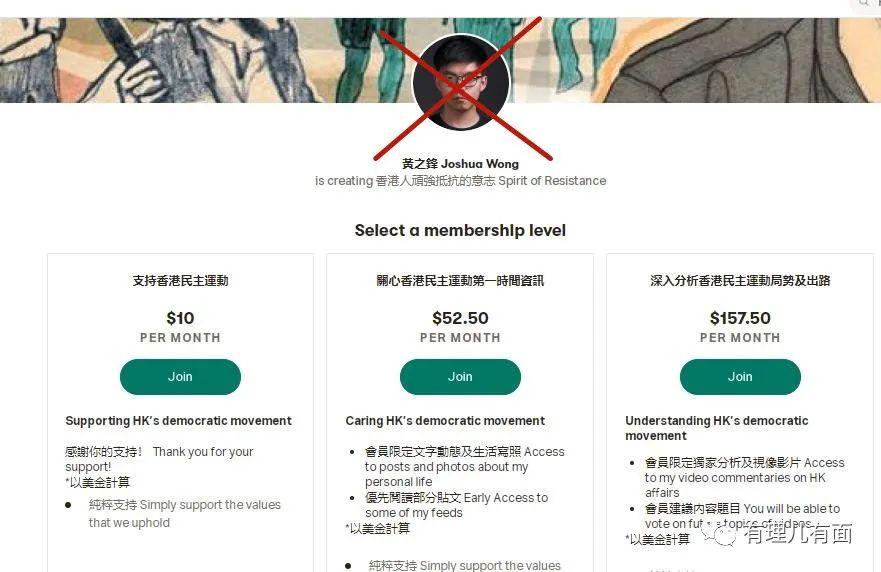 黃之鋒 Joshua Wong
is creating 香港人頑強抵抗的意志 Spirit of Resistance
Select a membership level
支持香港民主運動
$10
PER MONTH
Join
Supporting HK's democratic movement
感謝你的支持! Thank you for your
support!
*以美金計算
純粹支持 Simply support the values
that we uphold
關心香港民主運動第一時間資訊
$52.50
PER MONTH
Join
Caring HK's democratic movement
會員限定文字動態及生活寫照 Access
to posts and photos about my
personal life
優先閱讀部分貼文 Early Access to
some of my feeds
*以美金計算
純粹支持 Simply support the values
深入分析香港民主運動局勢及出路
$157.50
PER MONTH
Join
Understanding HK's democratic
movement
會員限定獨家分析及視像影片 Access
to my video commentaries on HK
affairs
會員建議內容題目 You will be able to
vote on topics of videos
*以美金計算
有理儿有面